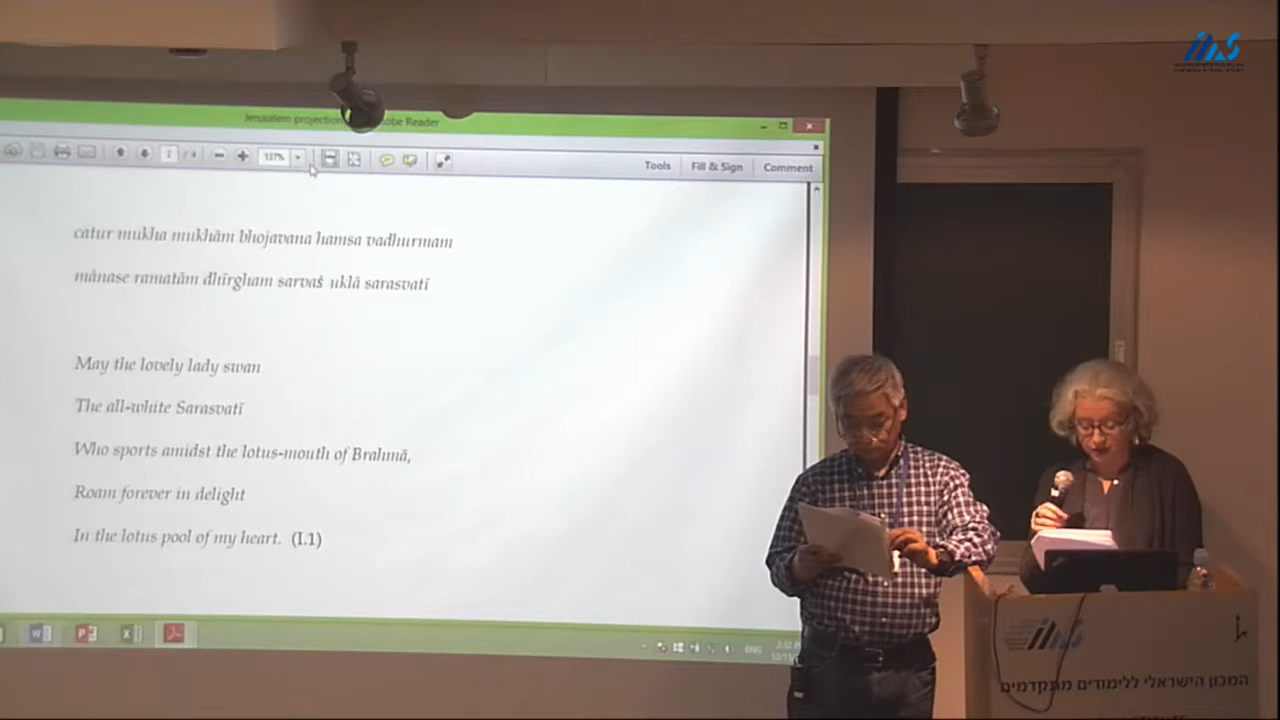 Jerusalem projection
Adobe Reader
137%
Tools
Fill & Sign
Comment
catur mukha mukhām bhojavana hamsa vadhurmam
mānase ramatām dhīrgham sarvaś uklā sarasvatī
May the lovely lady swan
The all-white Sarasvatī
Who sports amidst the lotus-mouth of Brahmā,
Roam forever in delight
In the lotus pool of my heart. (I.1)
ENG
המכון הישראלי ללימודים מתקדמים